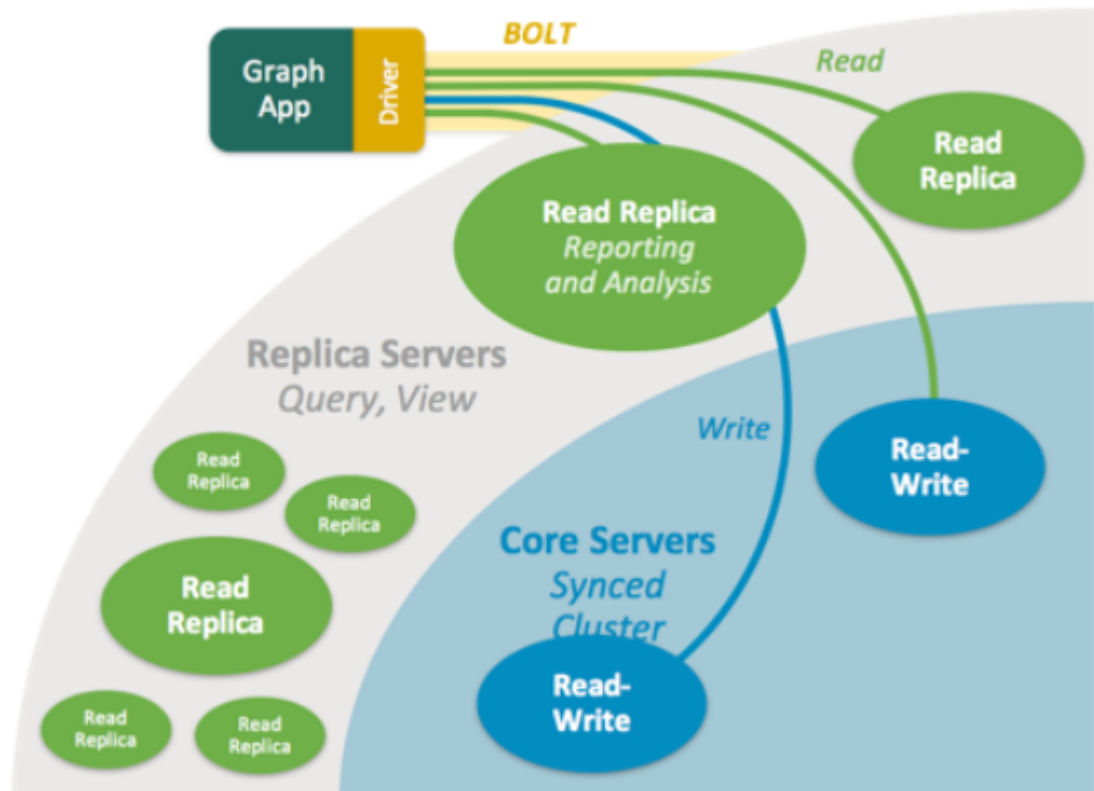 BOLT
Graph
App
Driver
Read
Read
Replica
Read Replica
Reporting
and Analysis
Replica Servers
Query, View
Write
Read-
Write
Read
Replica
Read
Replica
Core Servers
Synced
Cluster
Read
Replica
Read-
Write
Read
Replica
Read
Replica